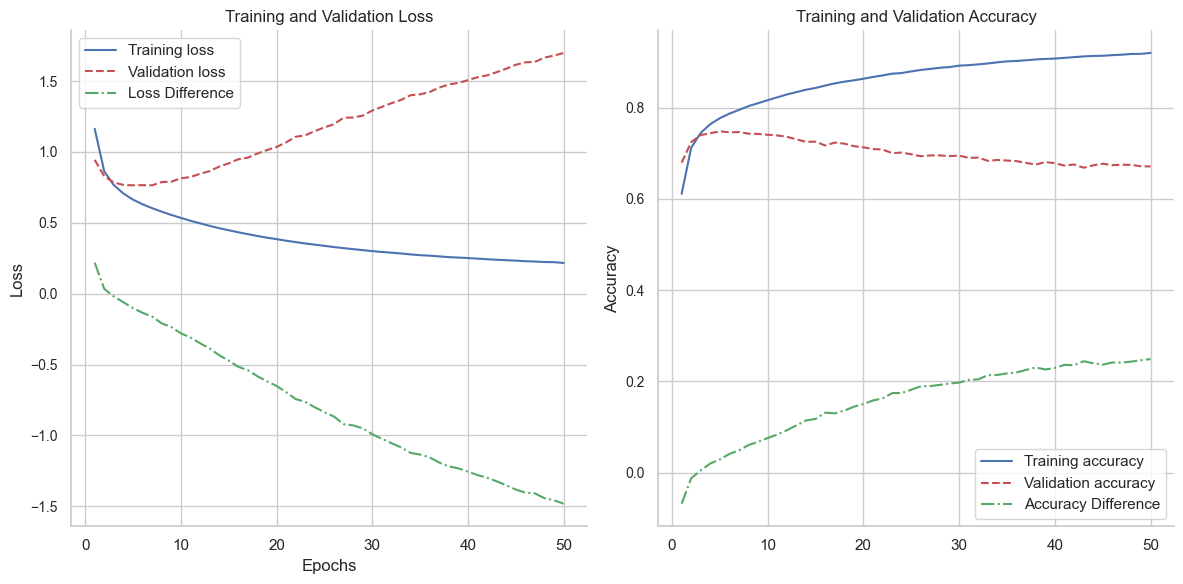 Training and Validation Loss
Training loss
Validation loss
Loss Difference
1.5
1.0
0.5
0.0
−0.5
−1.0
−1.5
Loss
0 10 20 30 40 50
Epochs
Training and Validation Accuracy
0.8
0.6
0.4
0.2
0.0
Accuracy
Training accuracy
Validation accuracy
Accuracy Difference
0 10 20 30 40 50